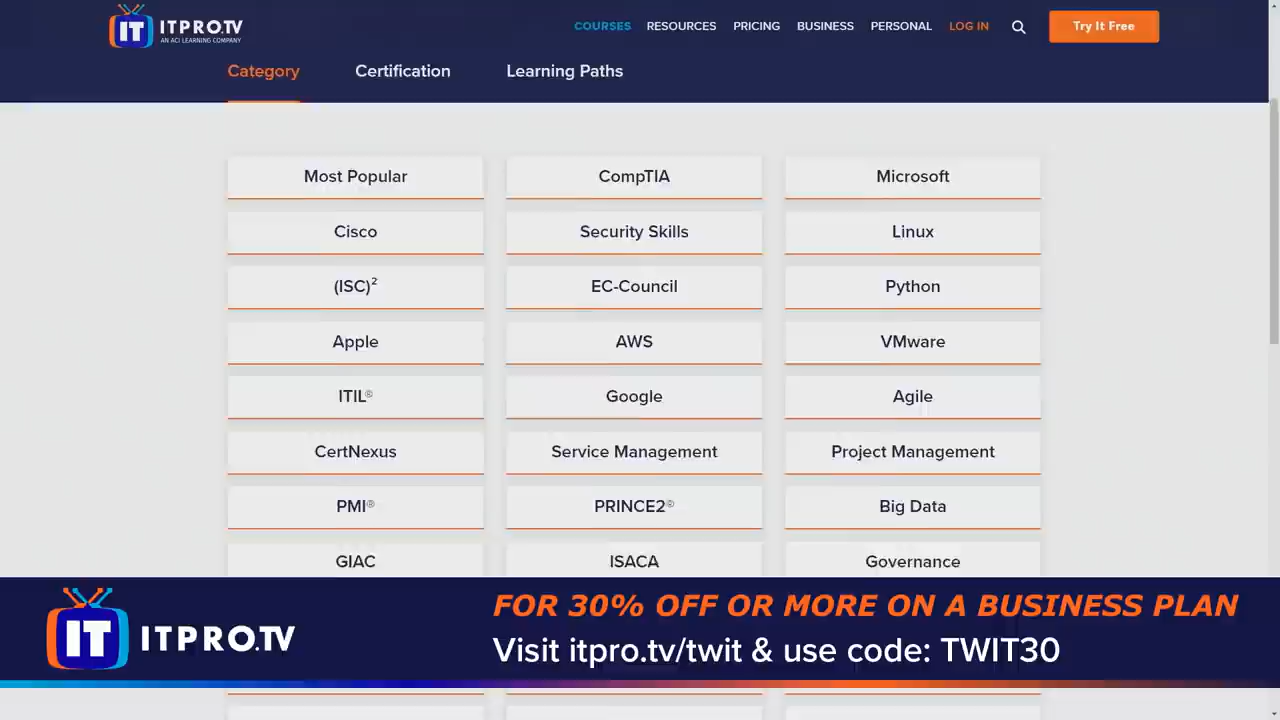 IT ITPRO.TV
AN ACI LEARNING COMPANY
COURSES RESOURCES PRICING BUSINESS PERSONAL LOG IN Try It Free
Category Certification Learning Paths
Most Popular CompTIA Microsoft
Cisco Security Skills Linux
(ISC)² EC-Council Python
Apple AWS VMware
ITIL® Google Agile
CertNexus Service Management Project Management
PMI® PRINCE2® Big Data
GIAC ISACA Governance
FOR 30% OFF OR MORE ON A BUSINESS PLAN
IT ITPRO.TV
Visit itpro.tv/twit & use code: TWIT30